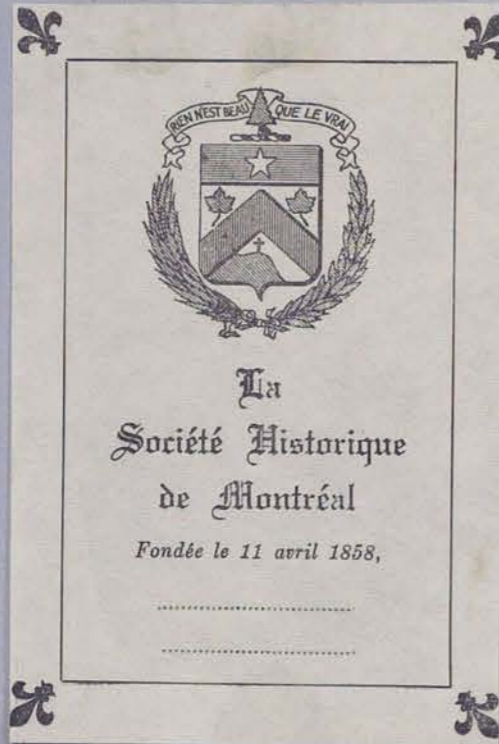 RIEN N'EST BEAU QUE LE VRAI
La
Société Historique
de Montréal
Fondée le 11 avril 1858,